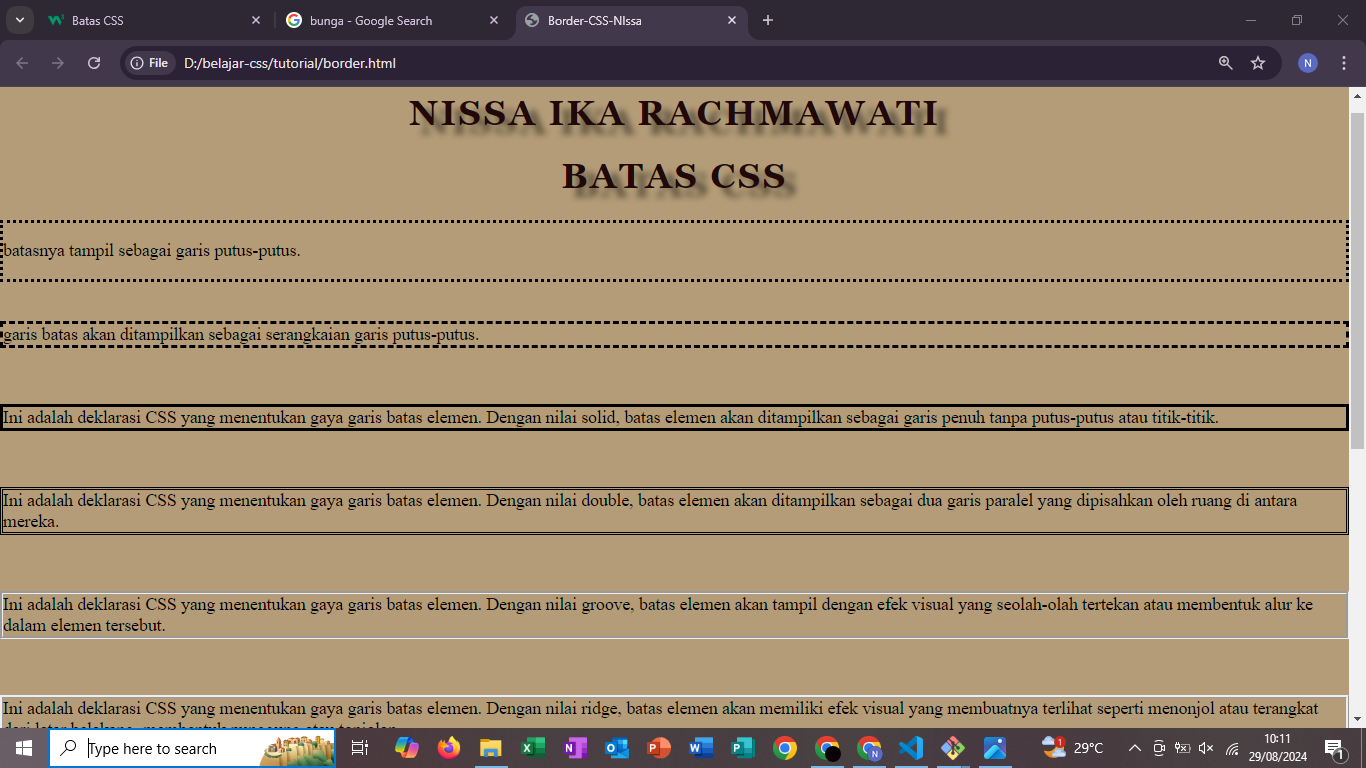 Batas CSS
bunga - Google Search
Border-CSS-NIssa
File
D:/belajar-css/tutorial/border.html
N
NISSA IKA RACHMAWATI
BATAS CSS
batasnya tampil sebagai garis putus-putus.
garis batas akan ditampilkan sebagai serangkaian garis putus-putus.
Ini adalah deklarasi CSS yang menentukan gaya garis batas elemen. Dengan nilai solid, batas elemen akan ditampilkan sebagai garis penuh tanpa putus-putus atau titik-titik.
Ini adalah deklarasi CSS yang menentukan gaya garis batas elemen. Dengan nilai double, batas elemen akan ditampilkan sebagai dua garis paralel yang dipisahkan oleh ruang di antara
mereka.
Ini adalah deklarasi CSS yang menentukan gaya garis batas elemen. Dengan nilai groove, batas elemen akan tampil dengan efek visual yang seolah-olah tertekan atau membentuk alur ke
dalam elemen tersebut.
Ini adalah deklarasi CSS yang menentukan gaya garis batas elemen. Dengan nilai ridge, batas elemen akan memiliki efek visual yang membuatnya terlihat seperti menonjol atau terangkat
Type here to search
29°C
10:11
29/08/2024